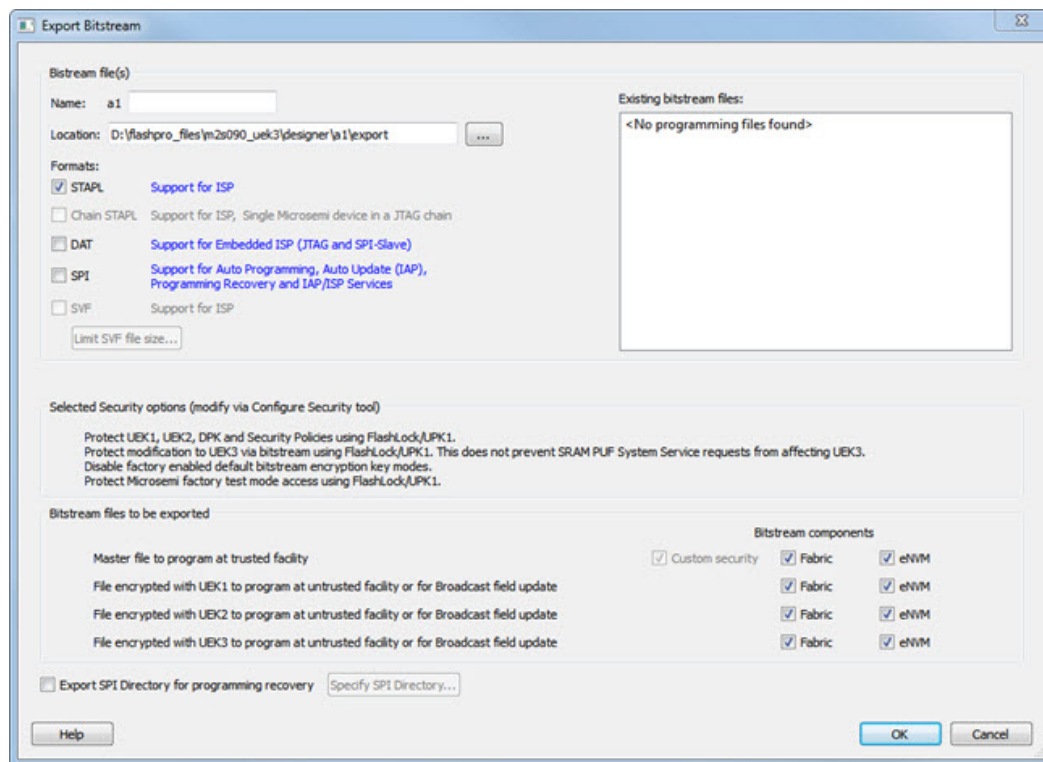 Export Bitstream
Bistream file(s)
Name: a1
Existing bitstream files:
<No programming files found>
Location: D:\flashpro_files\m2s090_uek3\designer\a1\export ...
Formats:
STAPL Support for ISP
Chain STAPL Support for ISP, Single Microsemi device in a JTAG chain
DAT Support for Embedded ISP (JTAG and SPI-Slave)
SPI Support for Auto Programming, Auto Update (IAP),
Programming Recovery and IAP/ISP Services
SVF Support for ISP
Limit SVF file size...
Selected Security options (modify via Configure Security tool)
Protect UEK1, UEK2, DPK and Security Policies using FlashLock/UPK1.
Protect modification to UEK3 via bitstream using FlashLock/UPK1. This does not prevent SRAM PUF System Service requests from affecting UEK3.
Disable factory enabled default bitstream encryption key modes.
Protect Microsemi factory test mode access using FlashLock/UPK1.
Bitstream files to be exported
Bitstream components
Master file to program at trusted facility Custom security Fabric eNVM
File encrypted with UEK1 to program at untrusted facility or for Broadcast field update Fabric eNVM
File encrypted with UEK2 to program at untrusted facility or for Broadcast field update Fabric eNVM
File encrypted with UEK3 to program at untrusted facility or for Broadcast field update Fabric eNVM
Export SPI Directory for programming recovery Specify SPI Directory...
Help OK Cancel